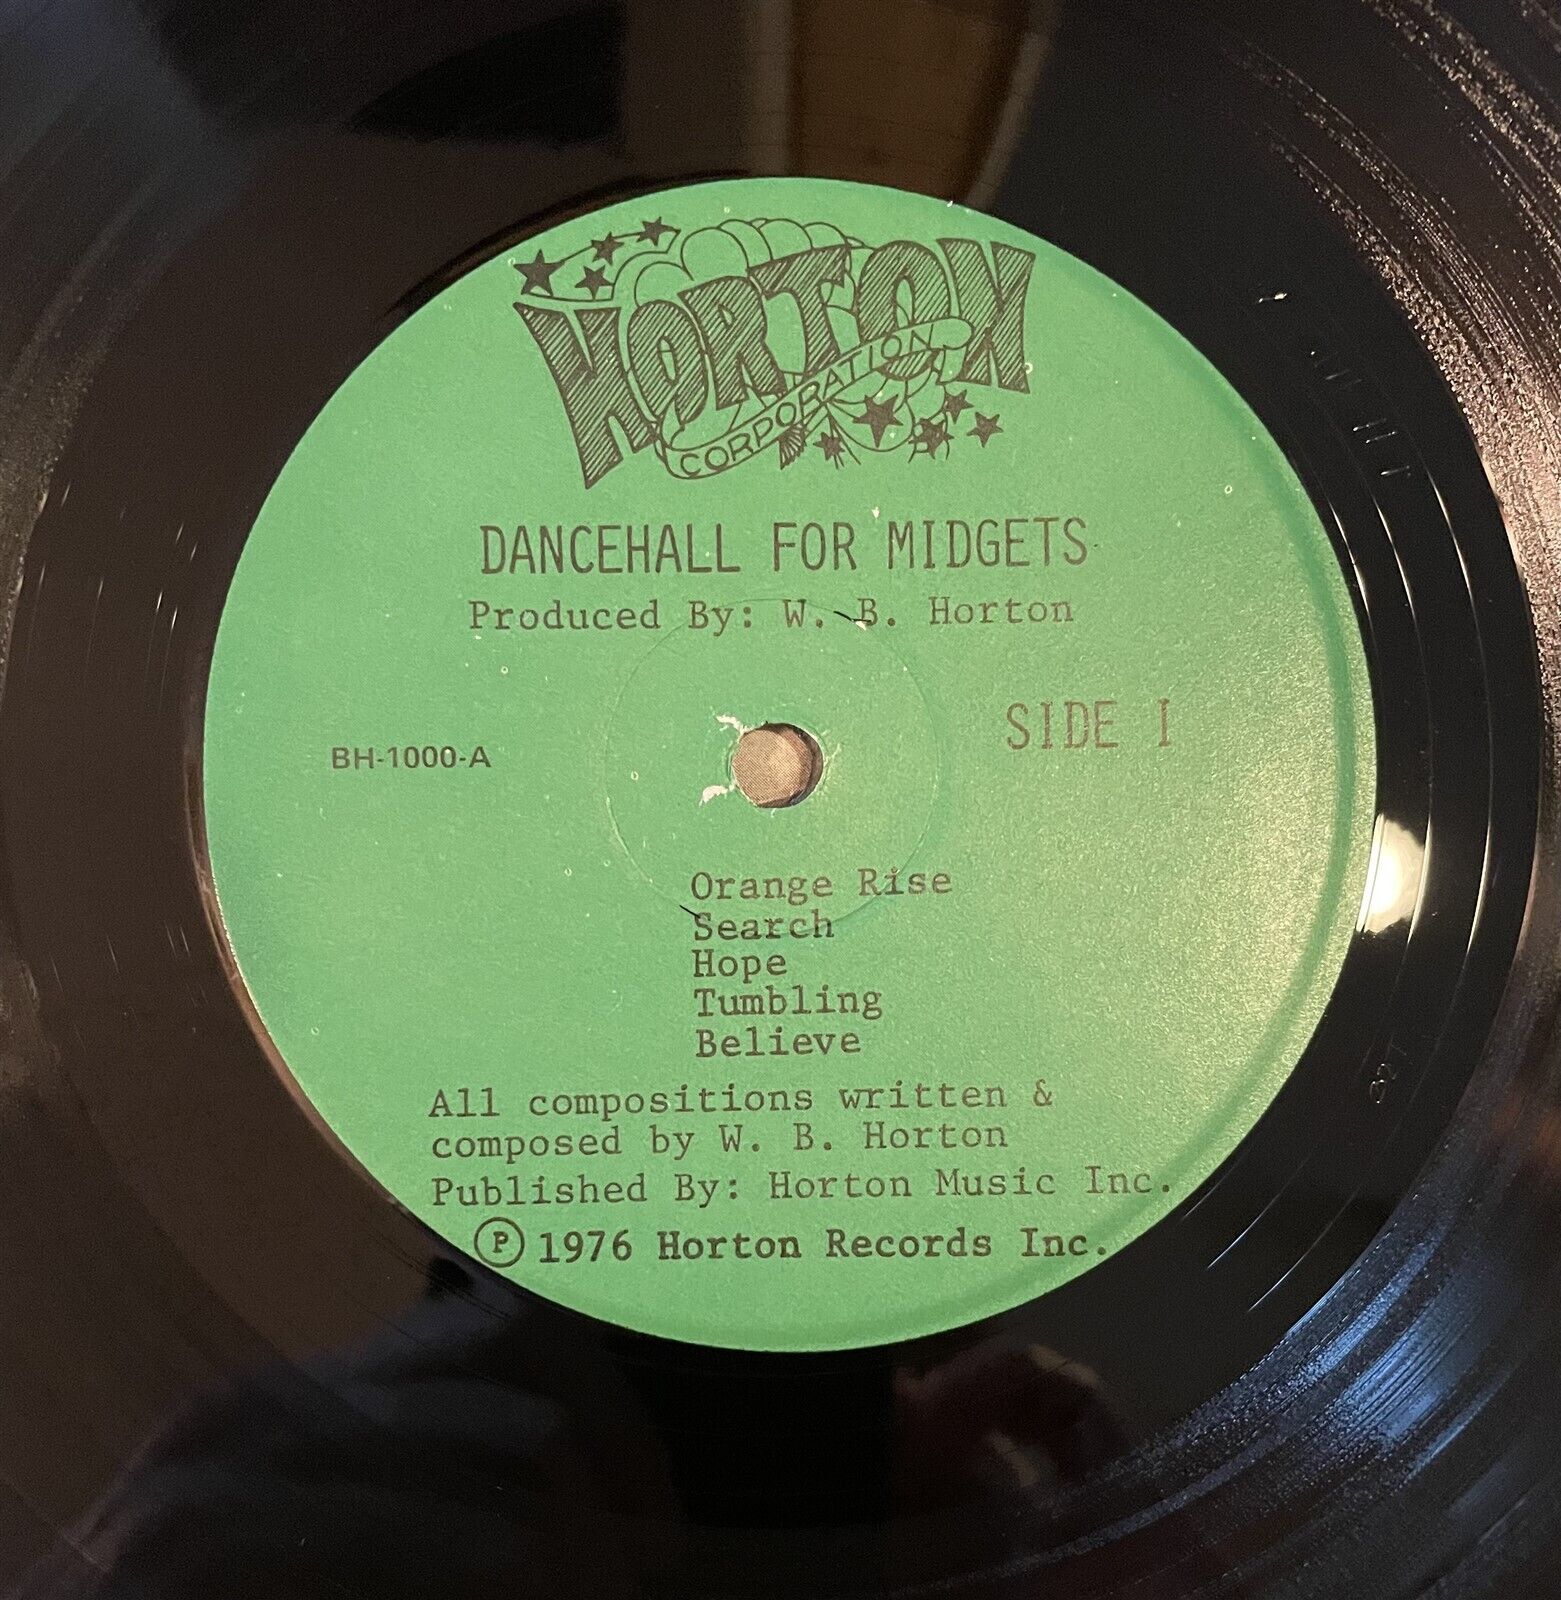 HORTON
CORPORATION
DANCEHALL FOR MIDGETS
Produced By: W. B. Horton
SIDE I
BH-1000-A
Orange Rise
Search
Hope
Tumbling
Believe
All compositions written &
composed by W. B. Horton
Published By: Horton Music Inc.
Ⓟ 1976 Horton Records Inc.